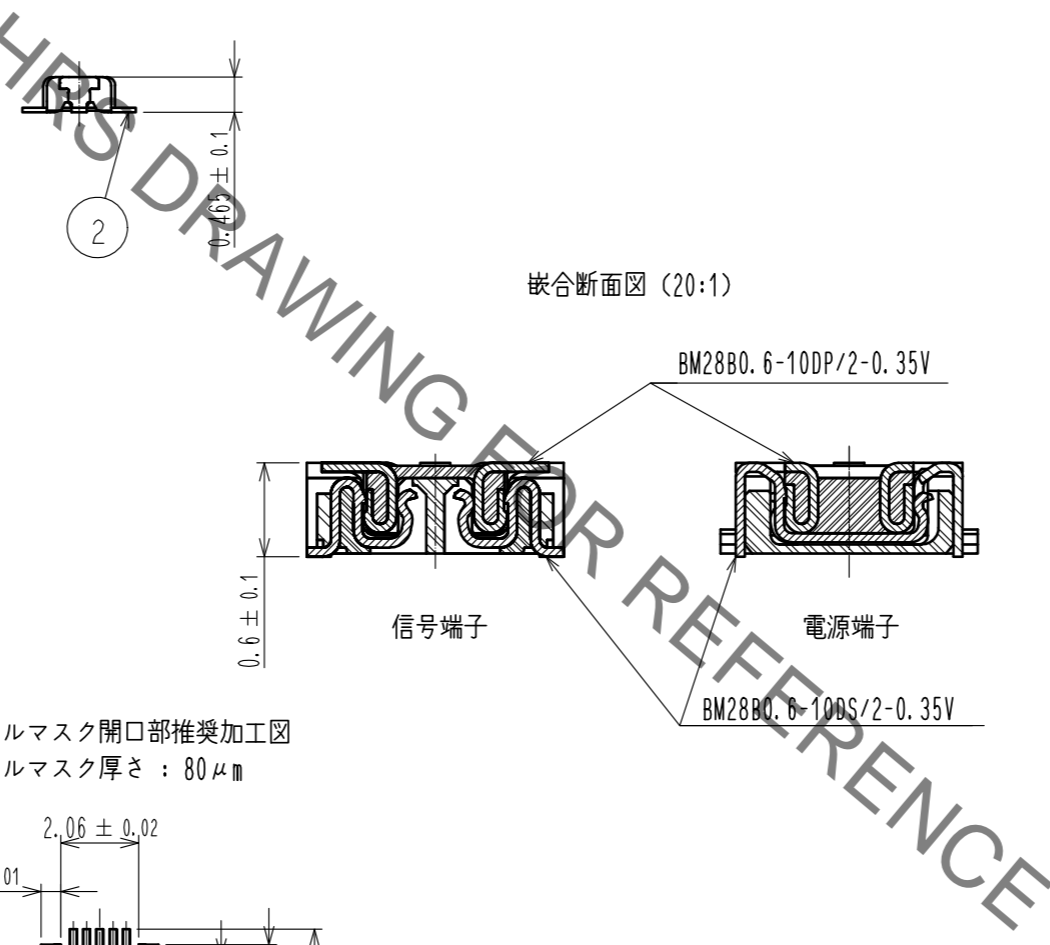 HRS DRAWING FOR REFERENCE
0.465 ± 0.1
2
嵌合断面図 (20:1)
BM28B0.6-10DP/2-0.35V
0.6 ± 0.1
信号端子
電源端子
BM28B0.6-10DS/2-0.35V
ルマスク開口部推奨加工図
ルマスク厚さ : 80μm
2.06 ± 0.02
01